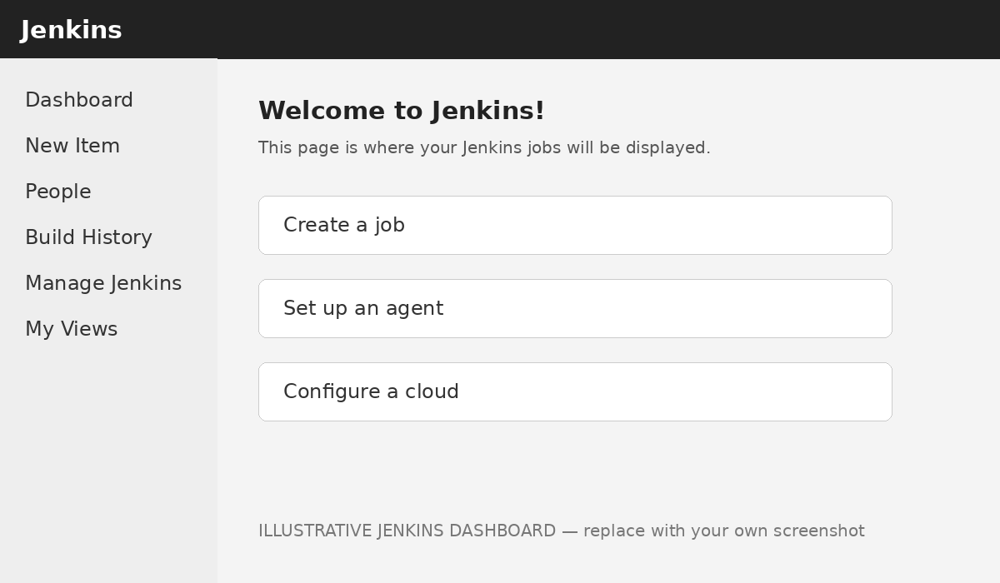 Jenkins
Dashboard
New Item
People
Build History
Manage Jenkins
My Views
Welcome to Jenkins!
This page is where your Jenkins jobs will be displayed.
Create a job
Set up an agent
Configure a cloud
ILLUSTRATIVE JENKINS DASHBOARD — replace with your own screenshot